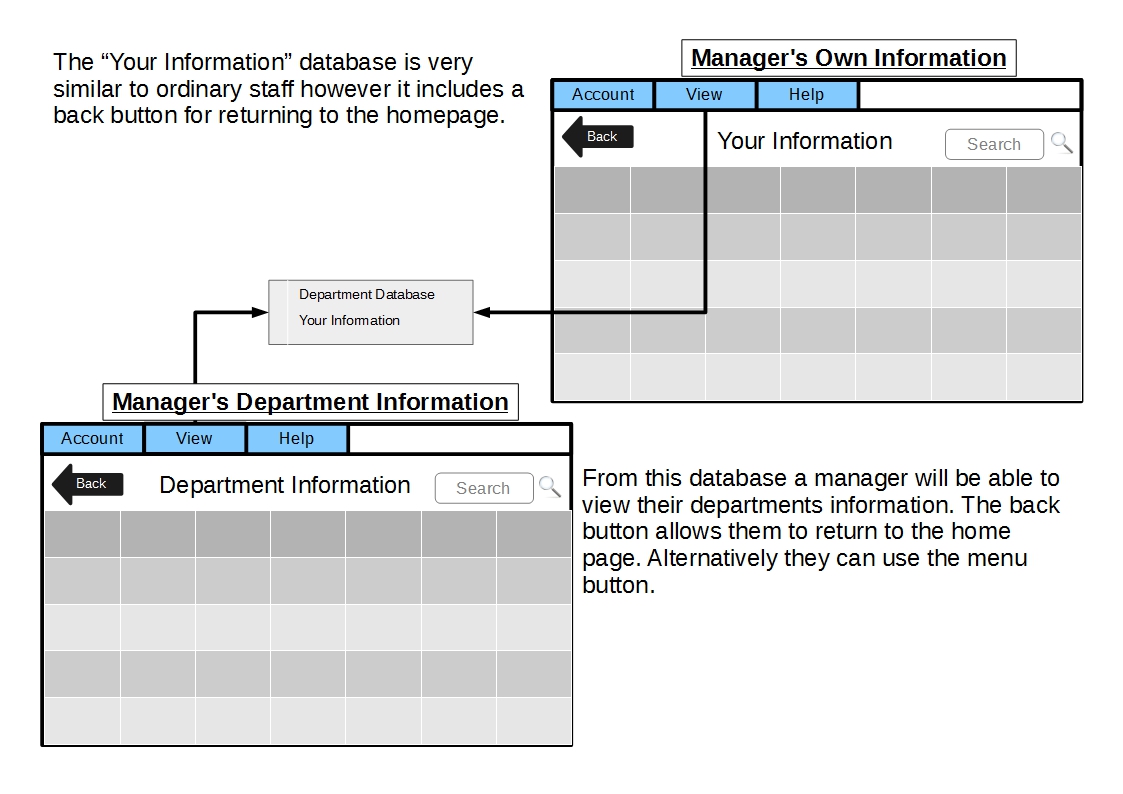 The “Your Information” database is very
similar to ordinary staff however it includes a
back button for returning to the homepage.
Manager's Own Information
Account View Help
Back Your Information Search
Department Database
Your Information
Manager's Department Information
Account View Help
Back Department Information Search
From this database a manager will be able to
view their departments information. The back
button allows them to return to the home
page. Alternatively they can use the menu
button.